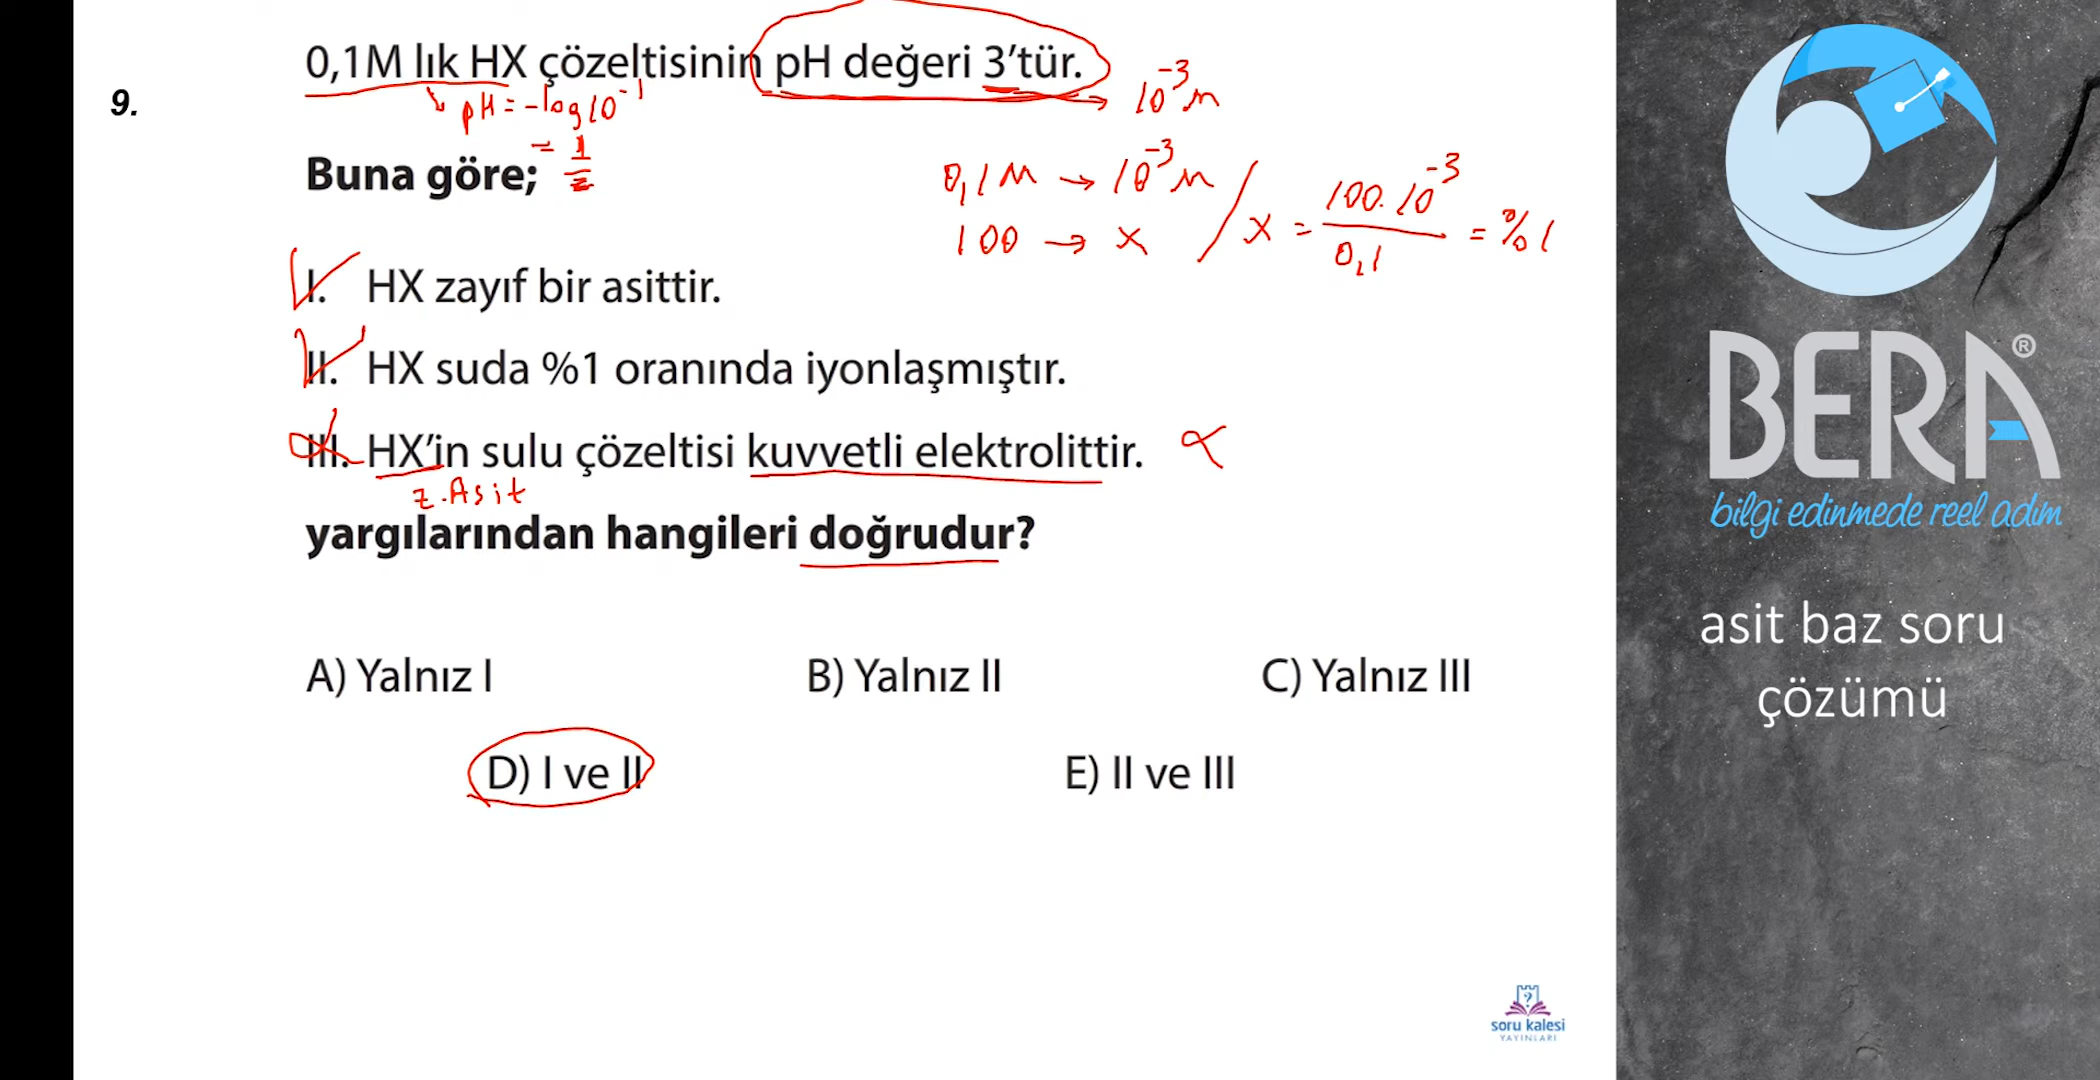 0,1M lık HX çözeltisinin pH değeri 3'tür.
9.
pH = -log10⁻¹
= 1
10⁻³ M
Buna göre;
0,1 M → 10⁻³ M
100 → x
x = 100.10⁻³ / 0,1 = %1
I. HX zayıf bir asittir.
II. HX suda %1 oranında iyonlaşmıştır.
III. HX'in sulu çözeltisi kuvvetli elektrolittir.
z.Asit
yargılarından hangileri doğrudur?
A) Yalnız I
B) Yalnız II
C) Yalnız III
D) I ve II
E) II ve III
BERA®
bilgi edinmede reel adım
asit baz soru
çözümü
soru kalesi
YAYINLARI